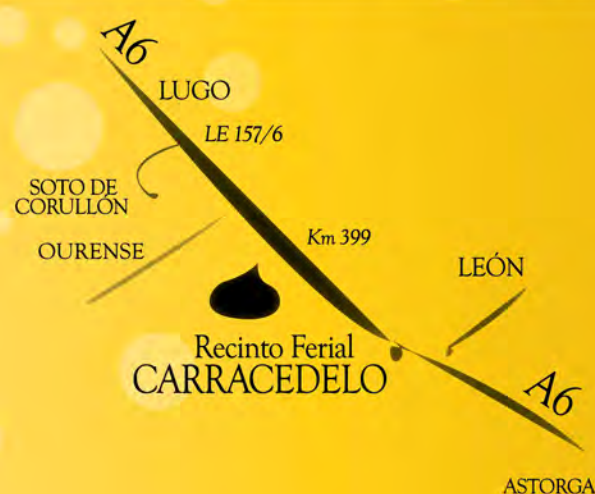 A6
LUGO
LE 157/6
SOTO DE
CORULLÓN
OURENSE
Km 399
LEÓN
Recinto Ferial
CARRACEDELO
A6
ASTORGA